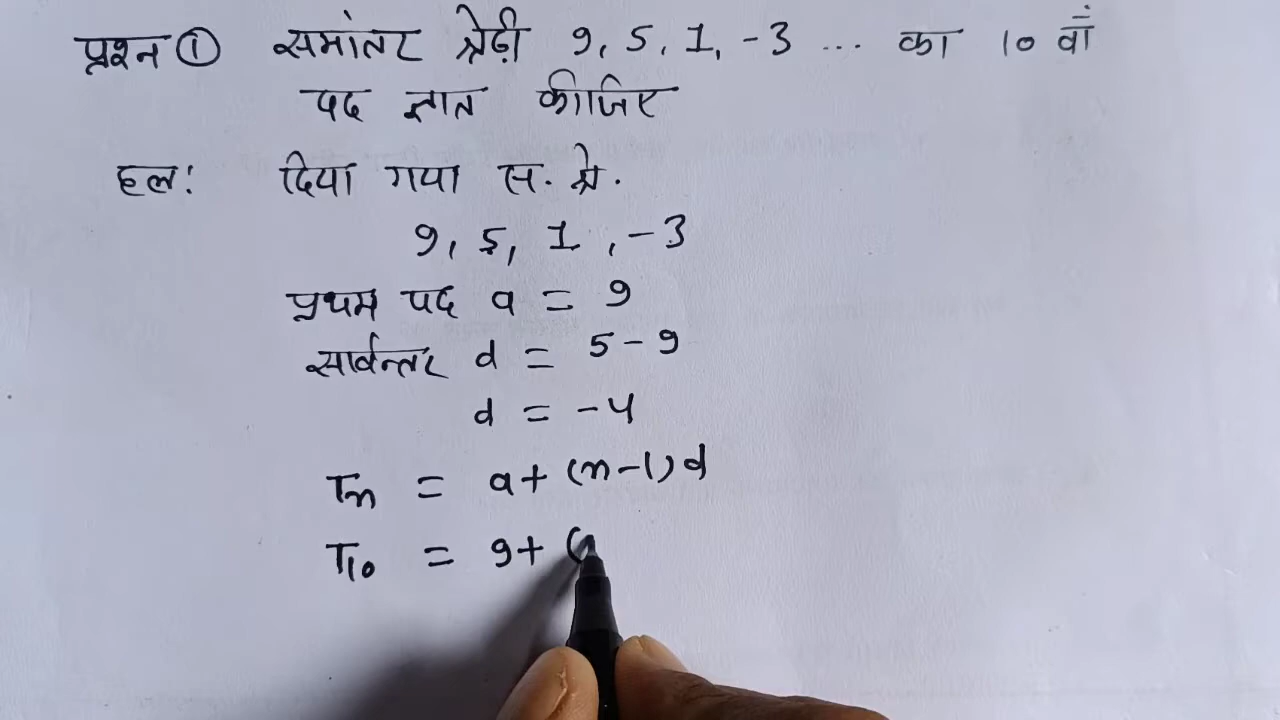 प्रश्न ① समांतर श्रेढ़ी 9, 5, 1, -3 ... का 10 वाँ
पद ज्ञात कीजिए
हल: दिया गया स. श्रे.
9, 5, 1, -3
प्रथम पद a = 9
सार्वन्तर d = 5 - 9
d = -4
Tn = a + (n-1)d
T10 = 9 + (